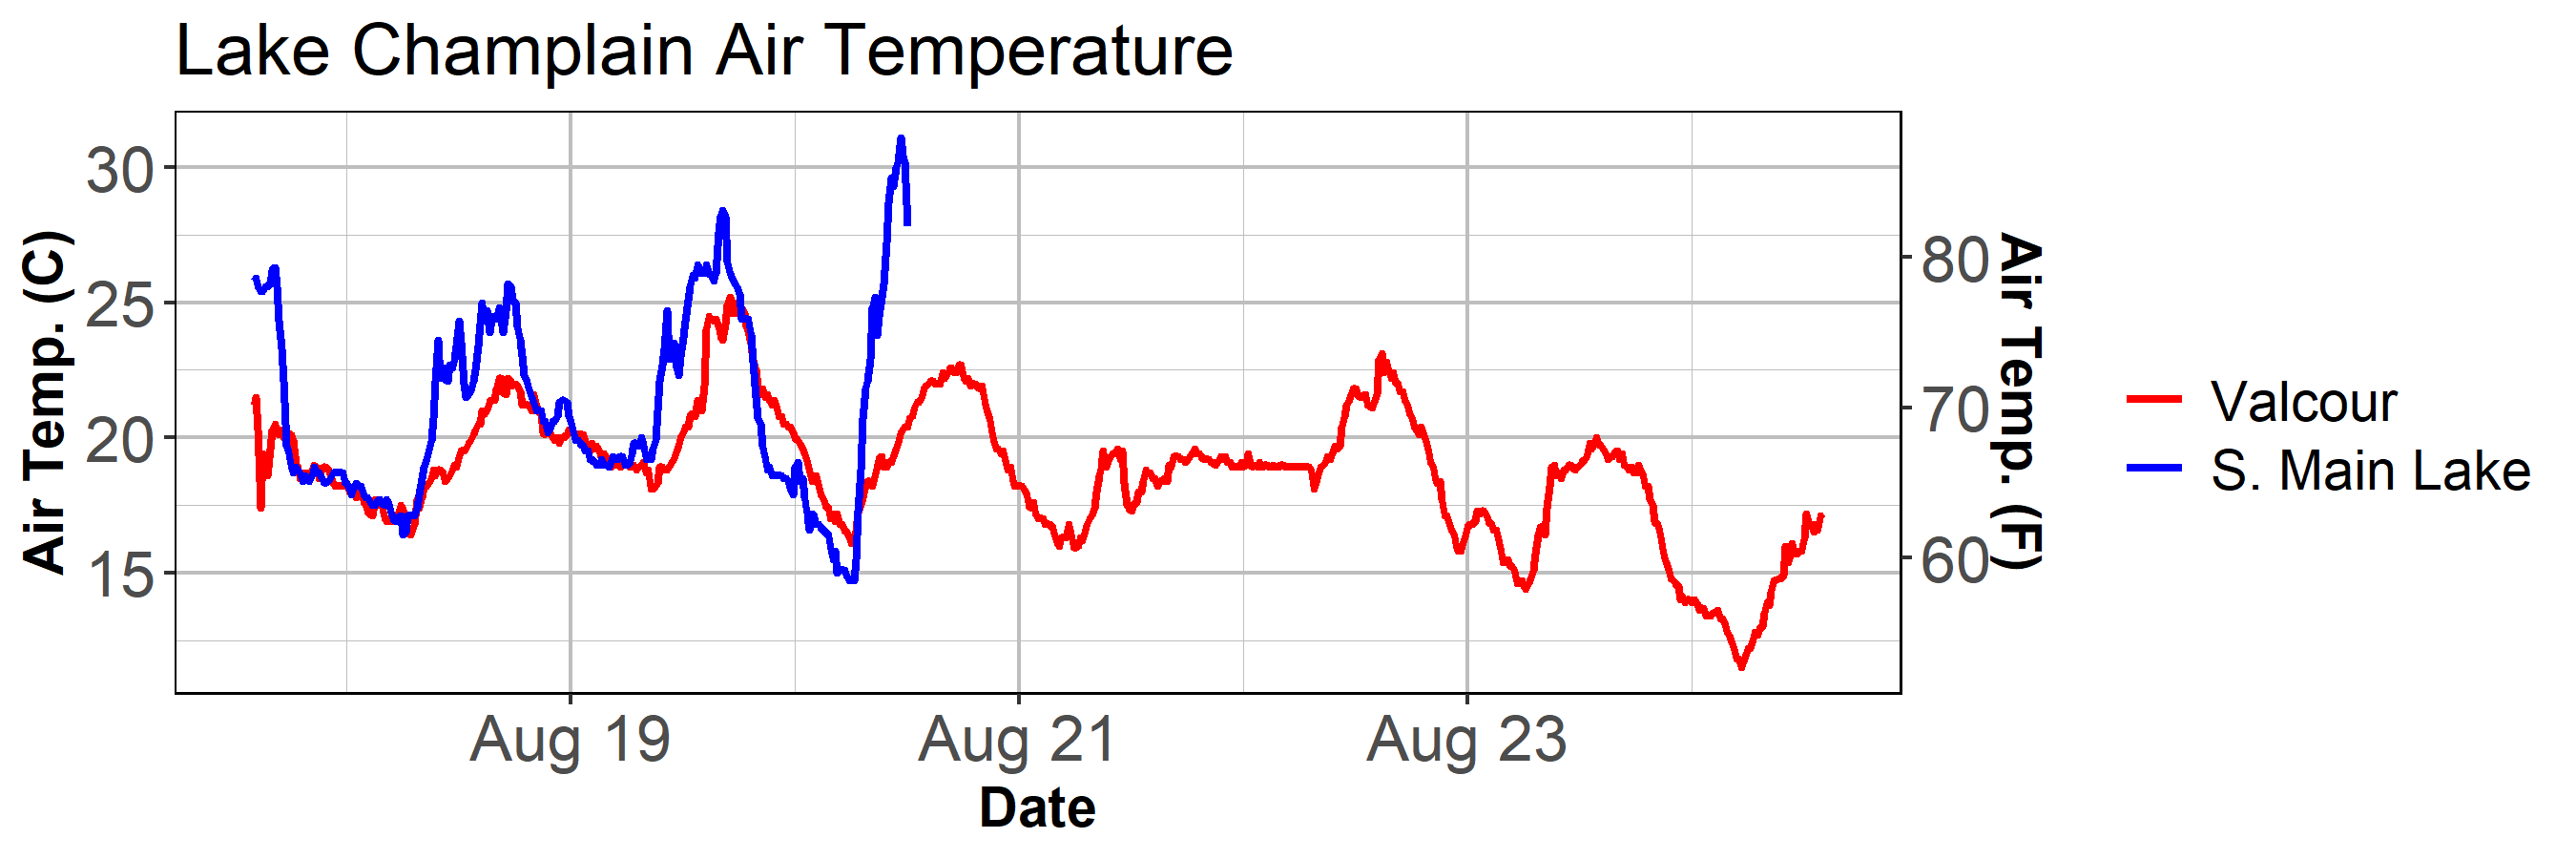 Lake Champlain Air Temperature
Air Temp. (C)
30
25
20
15
80
70
60
Air Temp. (F)
Aug 19
Aug 21
Aug 23
Date
Valcour
S. Main Lake